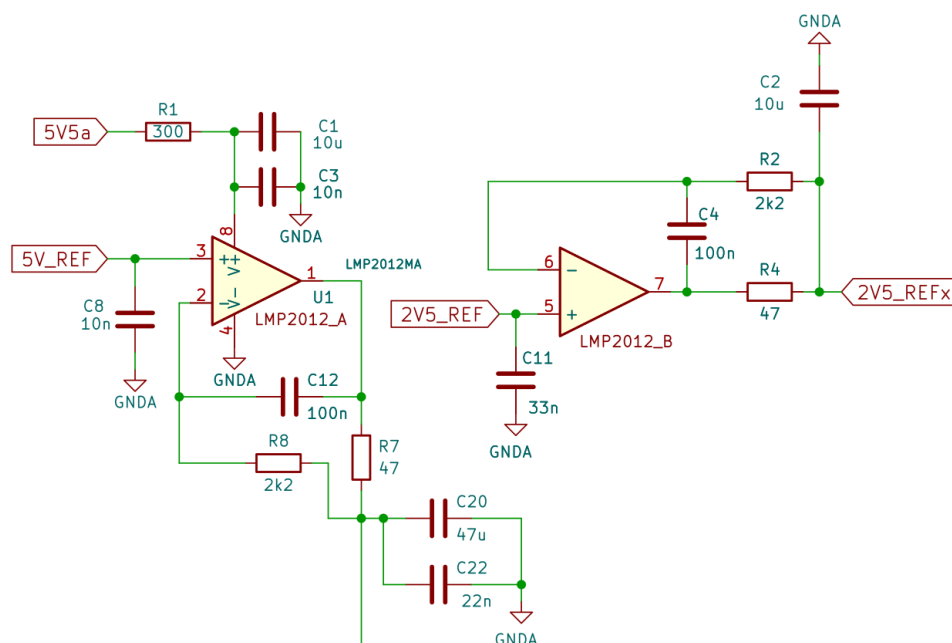 GNDA
C2
10u
R1
300
5V5a
C1
10u
C3
10n
GNDA
R2
2k2
C4
100n
8
V+
5V_REF
3
+
1
LMP2012MA
U1
2
-
V-
4
LMP2012_A
C8
10n
GNDA
GNDA
6
-
7
R4
47
2V5_REFx
2V5_REF
5
+
LMP2012_B
C11
33n
GNDA
C12
100n
R8
2k2
R7
47
C20
47u
C22
22n
GNDA